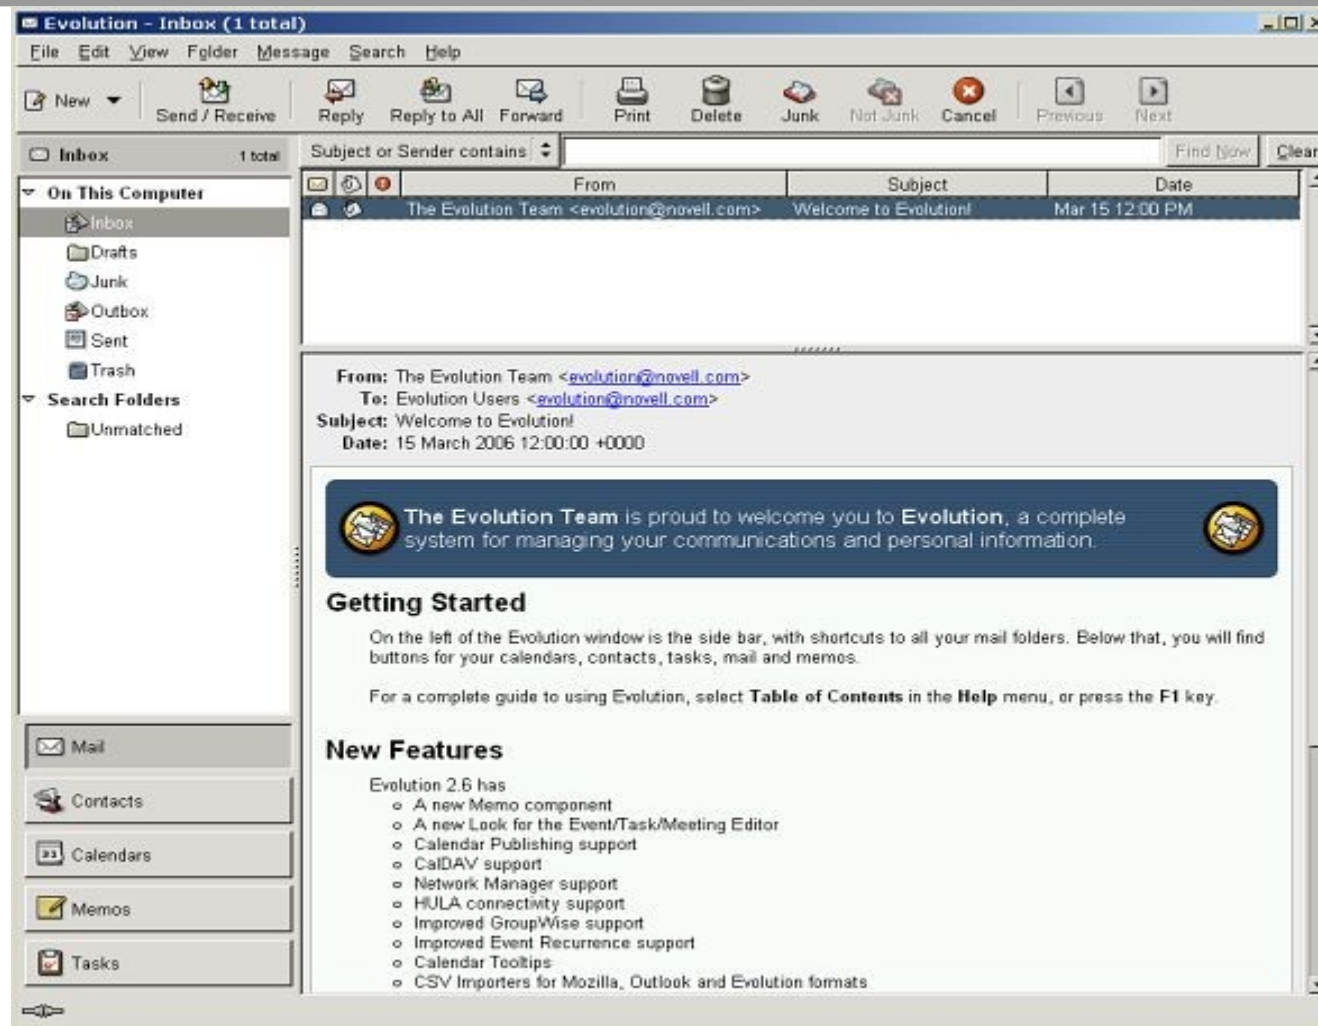 Evolution - Inbox (1 total)
File Edit View Folder Message Search Help
New Send / Receive Reply Reply to All Forward Print Delete Junk Not Junk Cancel Previous Next
Inbox 1 total
Subject or Sender contains Find Now Clear
On This Computer
Inbox
Drafts
Junk
Outbox
Sent
Trash
Search Folders
Unmatched
Mail
Contacts
Calendars
Memos
Tasks
From Subject Date
The Evolution Team <evolution@novell.com> Welcome to Evolution! Mar 15 12:00 PM
From: The Evolution Team <evolution@novell.com>
To: Evolution Users <evolution@novell.com>
Subject: Welcome to Evolution!
Date: 15 March 2006 12:00:00 +0000
The Evolution Team is proud to welcome you to Evolution, a complete
system for managing your communications and personal information.
Getting Started
On the left of the Evolution window is the side bar, with shortcuts to all your mail folders. Below that, you will find
buttons for your calendars, contacts, tasks, mail and memos.
For a complete guide to using Evolution, select Table of Contents in the Help menu, or press the F1 key.
New Features
Evolution 2.6 has
A new Memo component
A new Look for the Event/Task/Meeting Editor
Calendar Publishing support
CalDAV support
Network Manager support
HULA connectivity support
Improved GroupWise support
Improved Event Recurrence support
Calendar Tooltips
CSV Importers for Mozilla, Outlook and Evolution formats